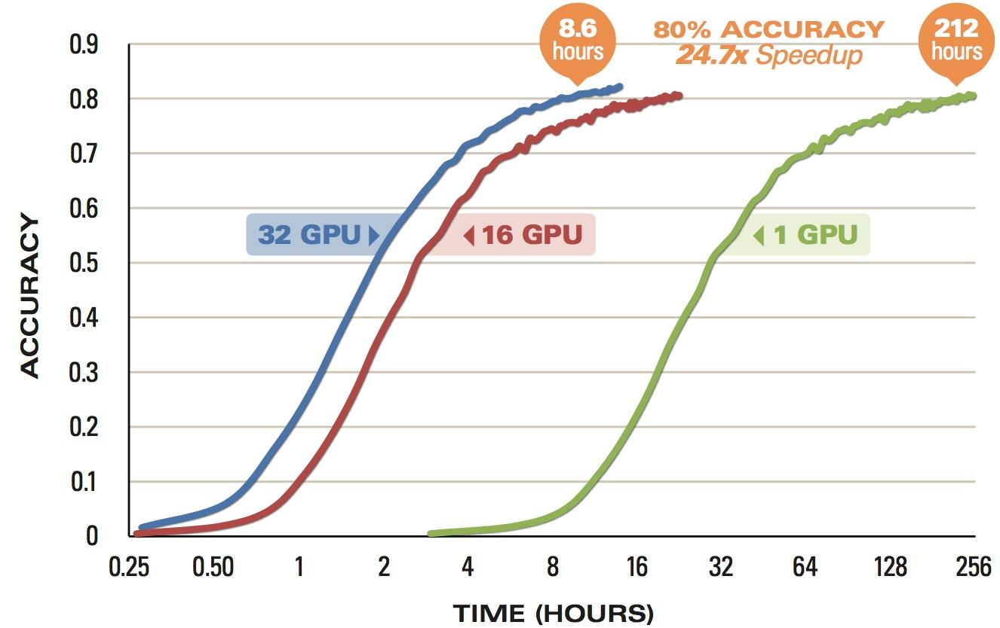 8.6
hours
80% ACCURACY
24.7x Speedup
212
hours
0.9
0.8
0.7
0.6
0.5
0.4
0.3
0.2
0.1
0
ACCURACY
32 GPU
16 GPU
1 GPU
0.25 0.50 1 2 4 8 16 32 64 128 256
TIME (HOURS)